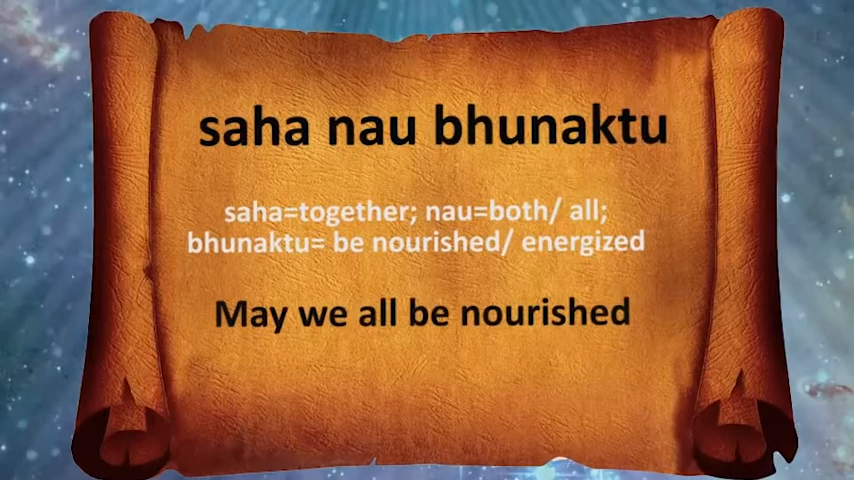 saha nau bhunaktu
saha=together; nau=both/ all;
bhunaktu= be nourished/ energized
May we all be nourished